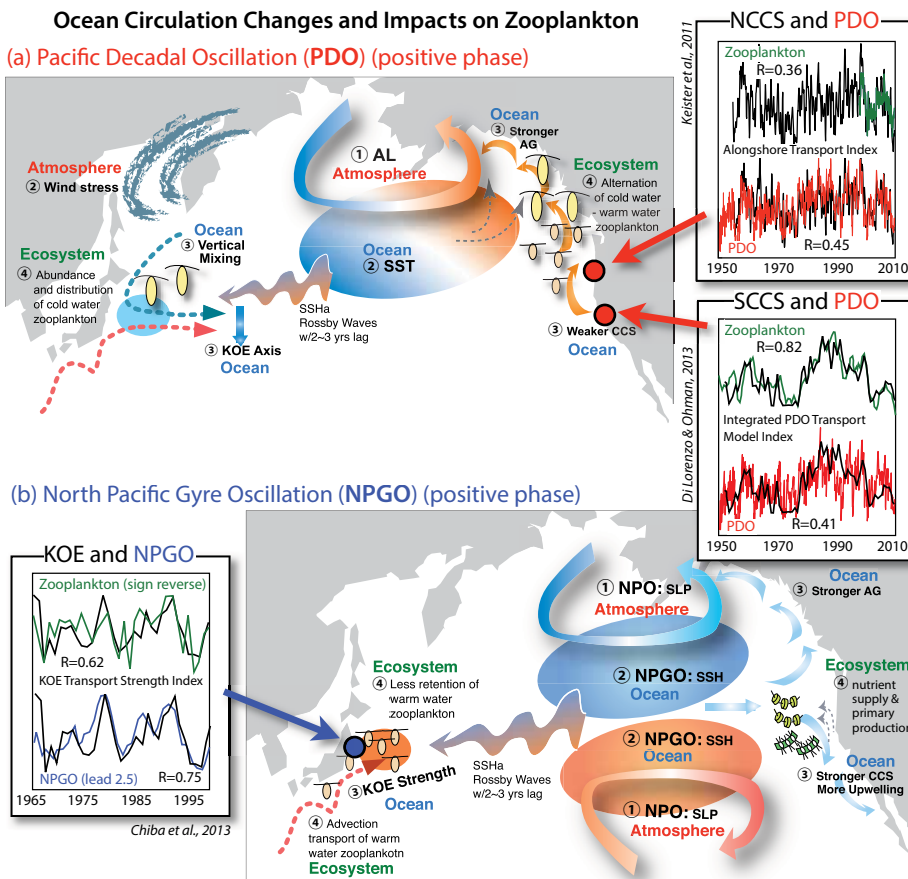 Ocean Circulation Changes and Impacts on Zooplankton
(a) Pacific Decadal Oscillation (PDO) (positive phase)
Atmosphere
② Wind stress
Ocean
③ Vertical
Mixing
Ecosystem
④ Abundance
and distribution
of cold water
zooplankton
③ KOE Axis
Ocean
SSHa
Rossby Waves
w/2~3 yrs lag
① AL
Atmosphere
Ocean
② SST
Ocean
③ Stronger
AG
Ecosystem
④ Alternation
of cold water
- warm water
zooplankton
③ Weaker CCS
Ocean
NCCS and PDO
Keister et al., 2011
Zooplankton
R=0.36
Alongshore Transport Index
PDO
R=0.45
1950 1970 1990 2010
SCCS and PDO
Di Lorenzo & Ohman, 2013
Zooplankton
R=0.82
Integrated PDO Transport
Model Index
PDO
R=0.41
1950 1970 1990 2010
(b) North Pacific Gyre Oscillation (NPGO) (positive phase)
KOE and NPGO
Zooplankton (sign reverse)
R=0.62
KOE Transport Strength Index
NPGO (lead 2.5)
R=0.75
1965 1975 1985 1995
Chiba et al., 2013
Ecosystem
④ Less retention of
warm water
zooplankton
③ KOE Strength
Ocean
④ Advection
transport of warm
water zooplankotn
Ecosystem
SSHa
Rossby Waves
w/2~3 yrs lag
① NPO: SLP
Atmosphere
② NPGO: SSH
Ocean
② NPGO: SSH
Ocean
① NPO: SLP
Atmosphere
Ocean
③ Stronger AG
Ecosystem
④ nutrient
supply &
primary
production
Ocean
③ Stronger CCS
More Upwelling